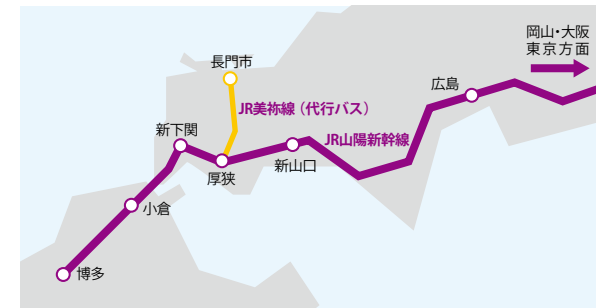 岡山・大阪
東京方面
長門市
広島
JR美祢線（代行バス）
新下関
JR山陽新幹線
新山口
厚狭
小倉
博多